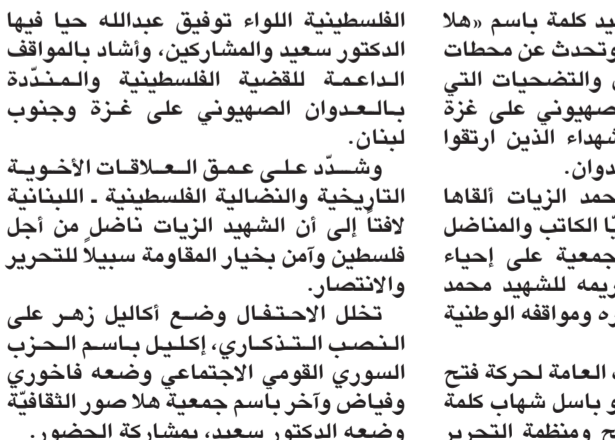 يد كلمة باسم «هلا
وتحدث عن محطات
والتضحيات التي
صهيوني على غزة
شهداء الذين ارتقوا
دوان.
حمد الزيات ألقاها
يّا الكاتب والمناضل
جمعية على إحياء
ريمه للشهيد محمد
ره ومواقفه الوطنية
العامة لحركة فتح
و باسل شهاب كلمة
ح ومنظمة التحرير
الفلسطينية اللواء توفيق عبدالله حيا فيها
الدكتور سعيد والمشاركين، وأشاد بالمواقف
الداعمة للقضية الفلسطينية والمندّدة
بالعدوان الصهيوني على غزة وجنوب
لبنان.
وشدّد على عمق العلاقات الأخوية
التاريخية والنضالية الفلسطينية ـ اللبنانية
لافتاً إلى أن الشهيد الزيات ناضل من أجل
فلسطين وآمن بخيار المقاومة سبيلاً للتحرير
والانتصار.
تخلل الاحتفال وضع أكاليل زهر على
النصب التذكاري، إكليل باسم الحزب
السوري القومي الاجتماعي وضعه فاخوري
وفياض وآخر باسم جمعية هلا صور الثقافيّة
وضعه الدكتور سعيد، بمشاركة الحضور.